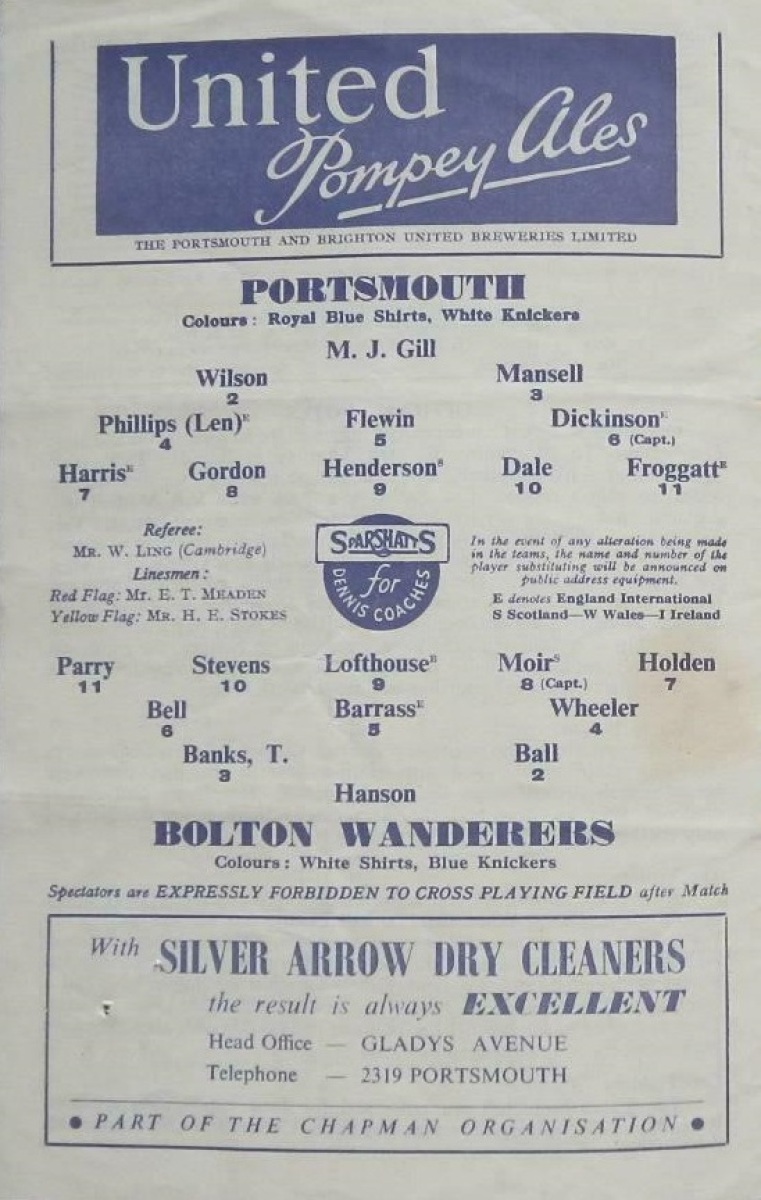 United
Pompey Ales
THE PORTSMOUTH AND BRIGHTON UNITED BREWERIES LIMITED
PORTSMOUTH
Colours: Royal Blue Shirts, White Knickers
M. J. Gill
Wilson Mansell
2 3
Phillips (Len)E Flewin DickinsonE
4 5 6 (Capt.)
HarrisE Gordon HendersonS Dale FroggattE
7 8 9 10 11
Referee:
MR. W. LING (Cambridge)
Linesmen:
Red Flag: Mr. E. T. MEADEN
Yellow Flag: MR. H. E. STOKES
SPARSHATTS
for
DENNIS COACHES
In the event of any alteration being made
in the teams, the name and number of the
player substituting will be announced on
public address equipment.
E denotes England International
S Scotland—W Wales—I Ireland
Parry Stevens LofthouseE MoirS Holden
11 10 9 8 (Capt.) 7
Bell BarrassE Wheeler
6 5 4
Banks, T. Ball
3 2
Hanson
BOLTON WANDERERS
Colours: White Shirts, Blue Knickers
Spectators are EXPRESSLY FORBIDDEN TO CROSS PLAYING FIELD after Match
With SILVER ARROW DRY CLEANERS
the result is always EXCELLENT
Head Office — GLADYS AVENUE
Telephone — 2319 PORTSMOUTH
• PART OF THE CHAPMAN ORGANISATION •